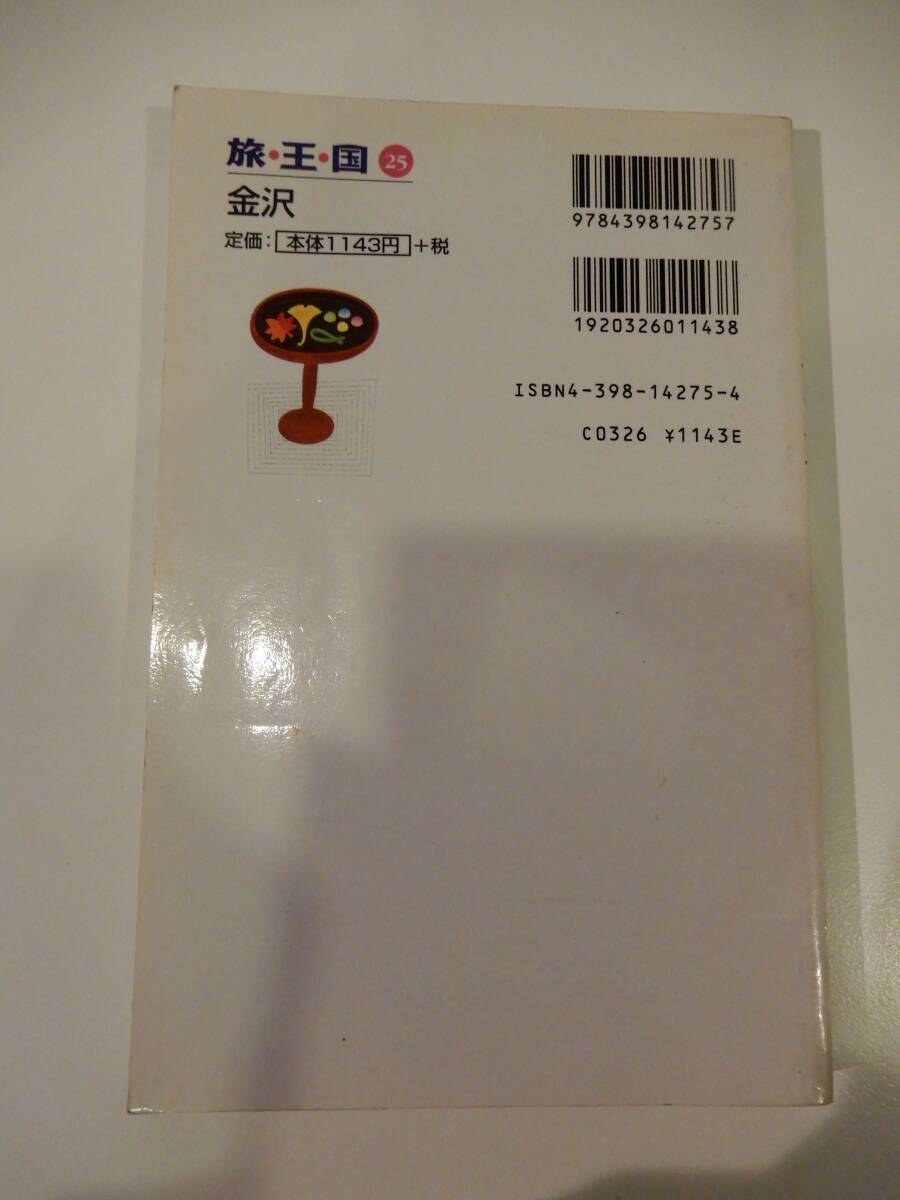 旅・王・国 25
金沢
定価：本体1143円+税
9784398142757
1920326011438
ISBN4-398-14275-4
C0326 ¥1143E